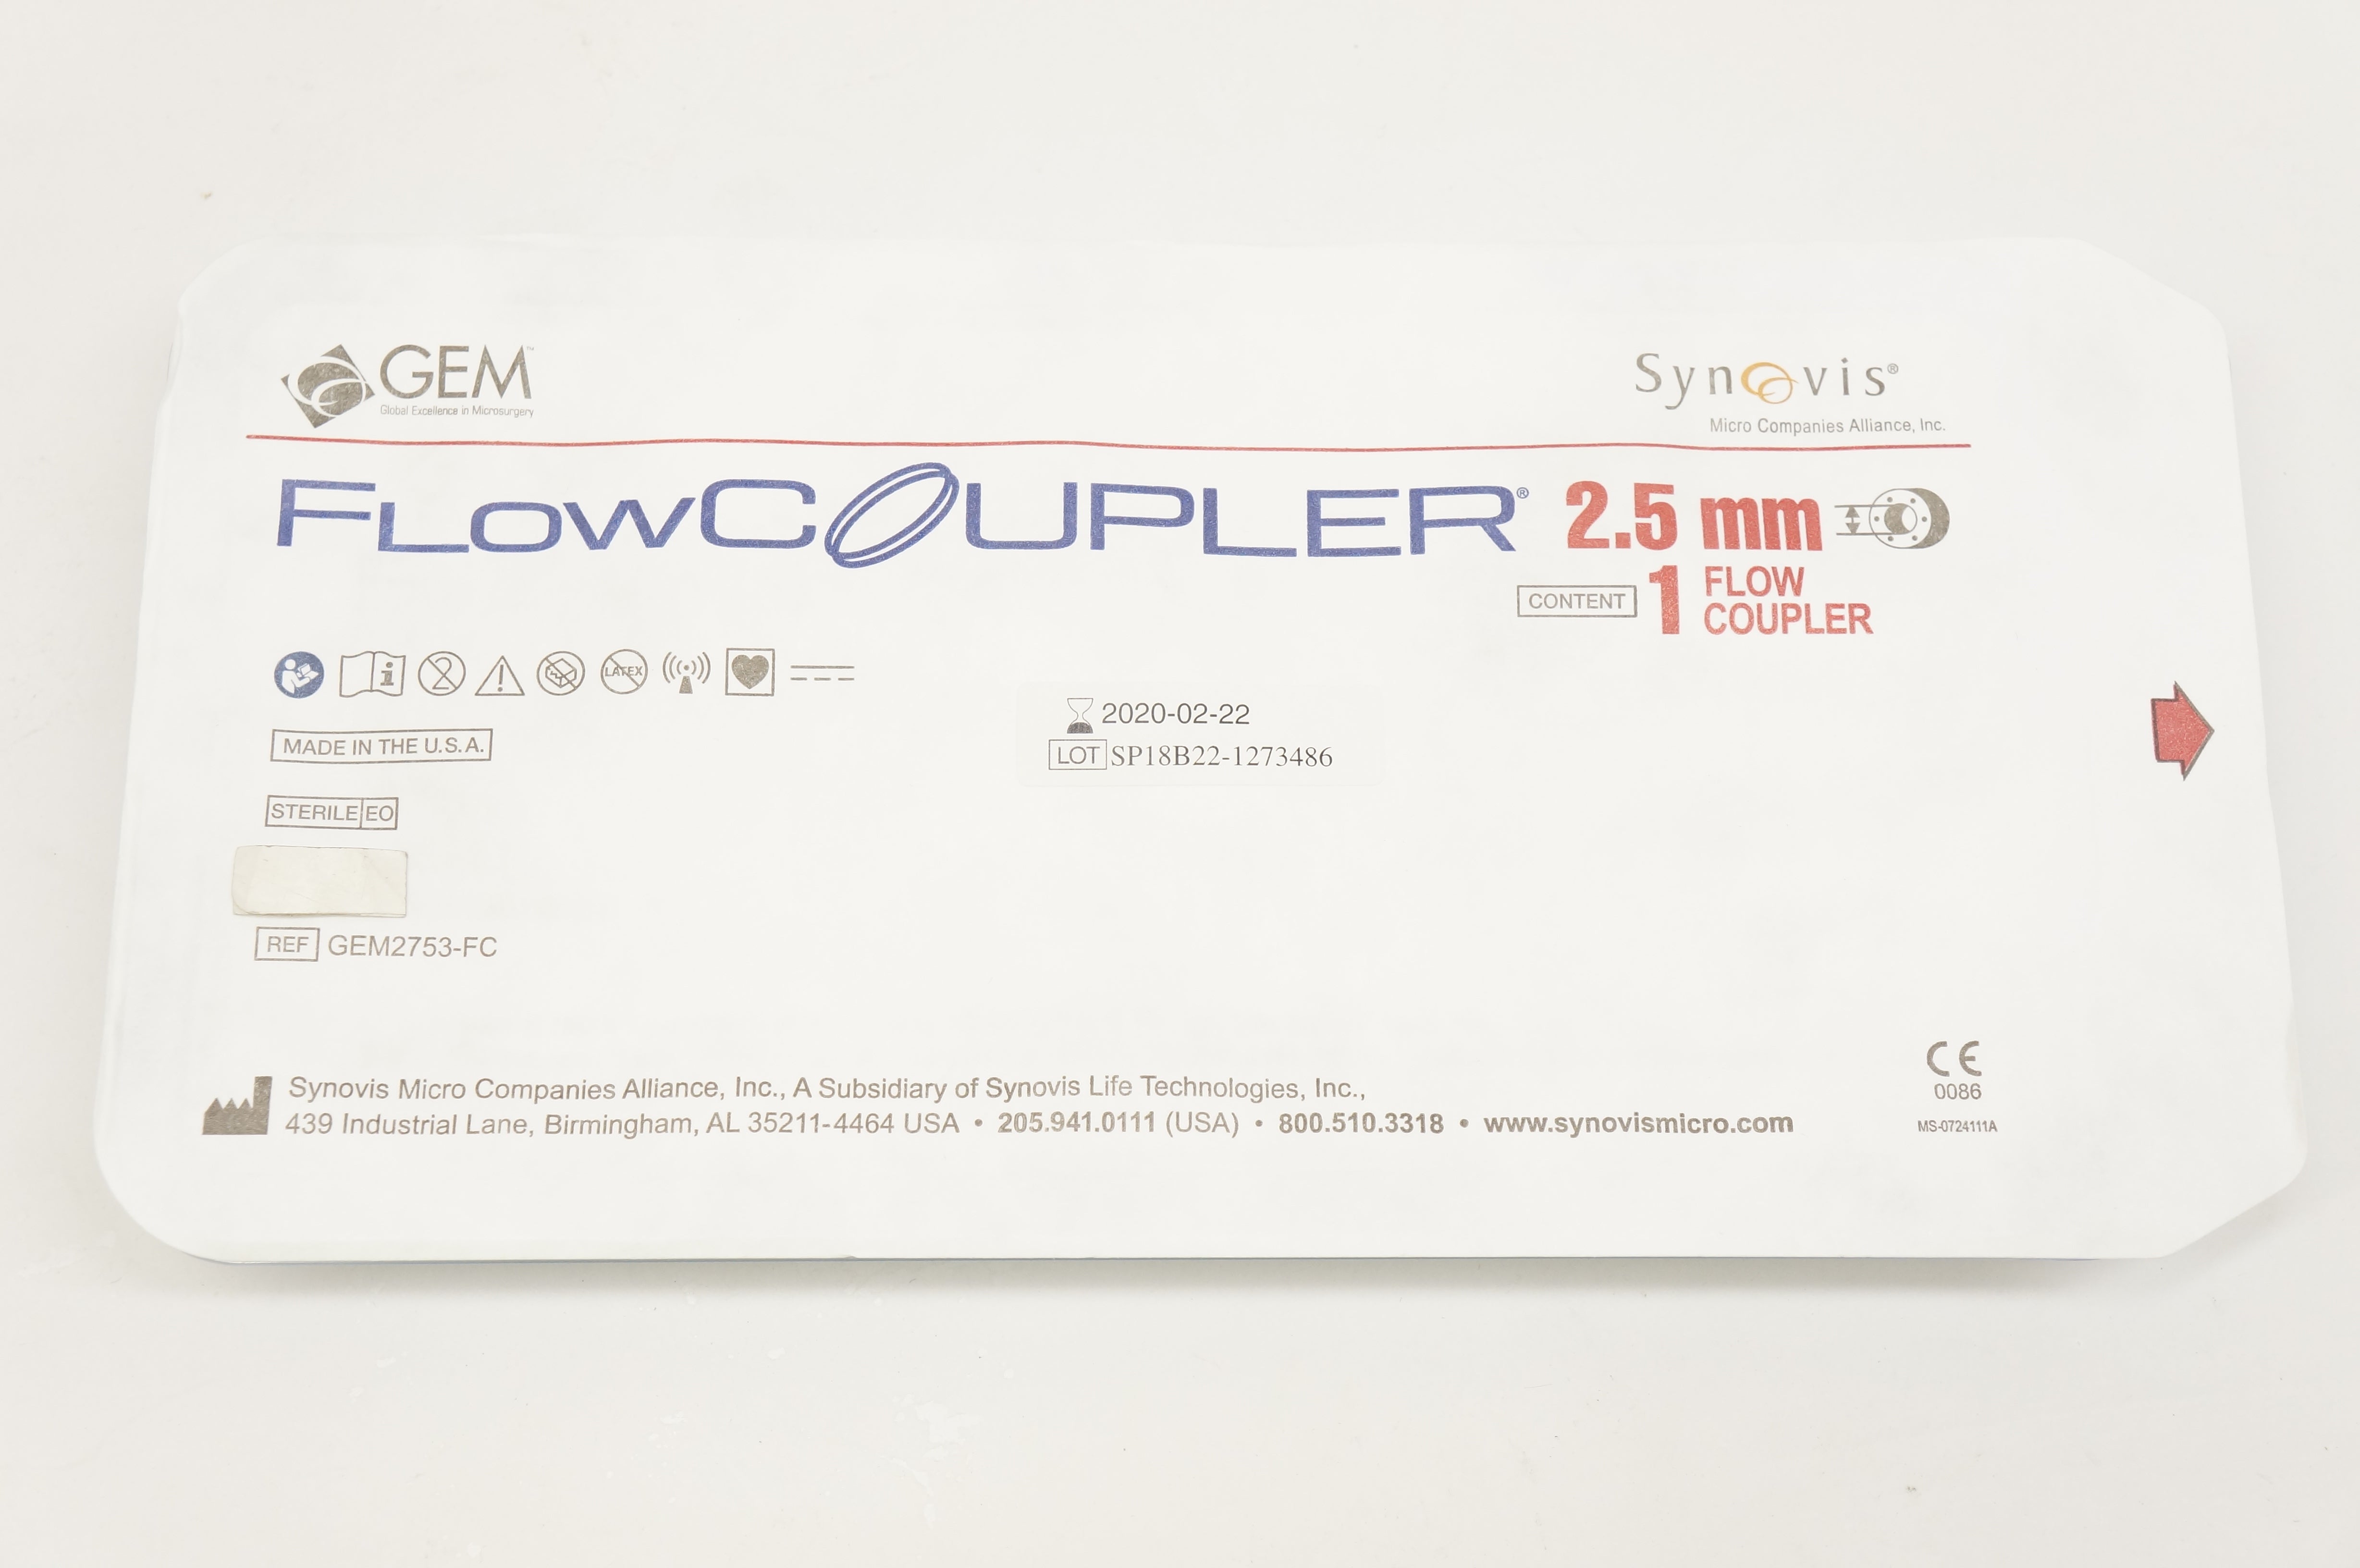 GEM™
Global Excellence in Microsurgery
Synovis®
Micro Companies Alliance, Inc.
FLOWCOUPLER® 2.5 mm
CONTENT 1 FLOW
COUPLER
LATEX
MADE IN THE U.S.A.
2020-02-22
LOT SP18B22-1273486
STERILE EO
REF GEM2753-FC
Synovis Micro Companies Alliance, Inc., A Subsidiary of Synovis Life Technologies, Inc.,
439 Industrial Lane, Birmingham, AL 35211-4464 USA • 205.941.0111 (USA) • 800.510.3318 • www.synovismicro.com
CE
0086
MS-0724111A